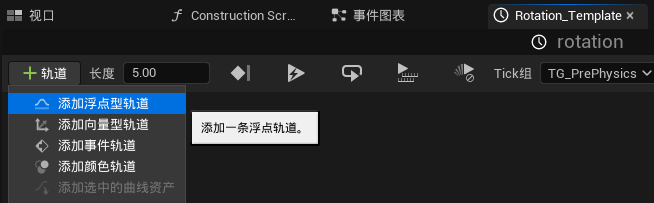 视口 Construction Scr... 事件图表 Rotation_Template ×
rotation
+ 轨道 长度 5.00 Tick组 TG_PrePhysics
添加浮点型轨道
添加向量型轨道
添加一条浮点轨道。
添加事件轨道
添加颜色轨道
添加选中的曲线资产